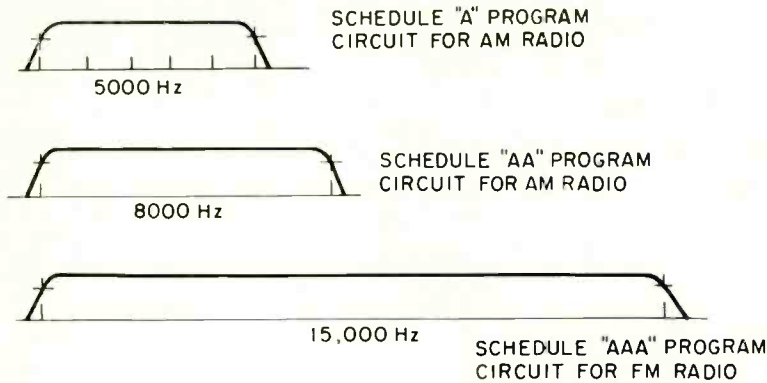 SCHEDULE "A" PROGRAM
CIRCUIT FOR AM RADIO
5000 Hz
SCHEDULE "AA" PROGRAM
CIRCUIT FOR AM RADIO
8000 Hz
15,000 Hz
SCHEDULE "AAA" PROGRAM
CIRCUIT FOR FM RADIO